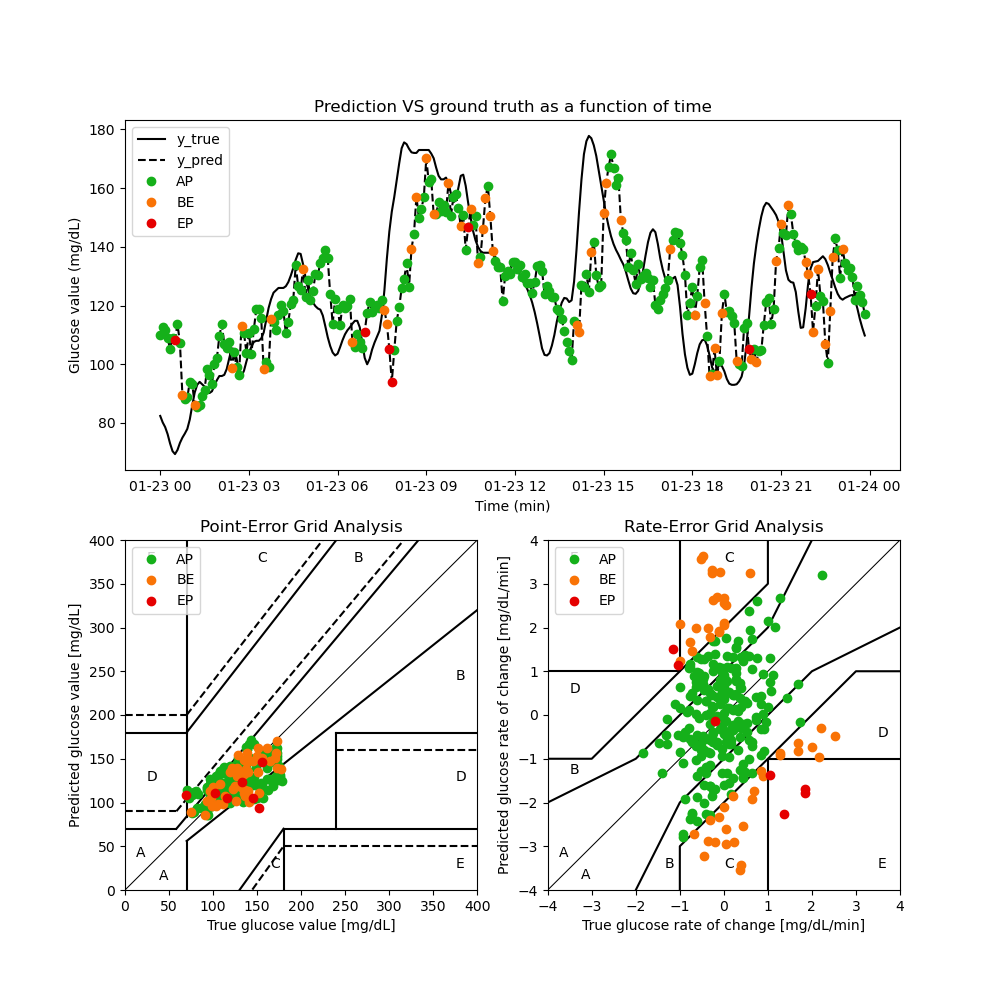 Prediction VS ground truth as a function of time
Glucose value (mg/dL)
180
160
140
120
100
80
y_true
y_pred
AP
BE
EP
01-23 00 01-23 03 01-23 06 01-23 09 01-23 12 01-23 15 01-23 18 01-23 21 01-24 00
Time (min)
Point-Error Grid Analysis
Predicted glucose value [mg/dL]
400
350
300
250
200
150
100
50
0
AP
BE
EP
C
B
B
D
D
A
A
C
E
0 50 100 150 200 250 300 350 400
True glucose value [mg/dL]
Rate-Error Grid Analysis
Predicted glucose rate of change [mg/dL/min]
4
3
2
1
0
−1
−2
−3
−4
AP
BE
EP
C
D
D
B
A
A
B
C
E
−4 −3 −2 −1 0 1 2 3 4
True glucose rate of change [mg/dL/min]